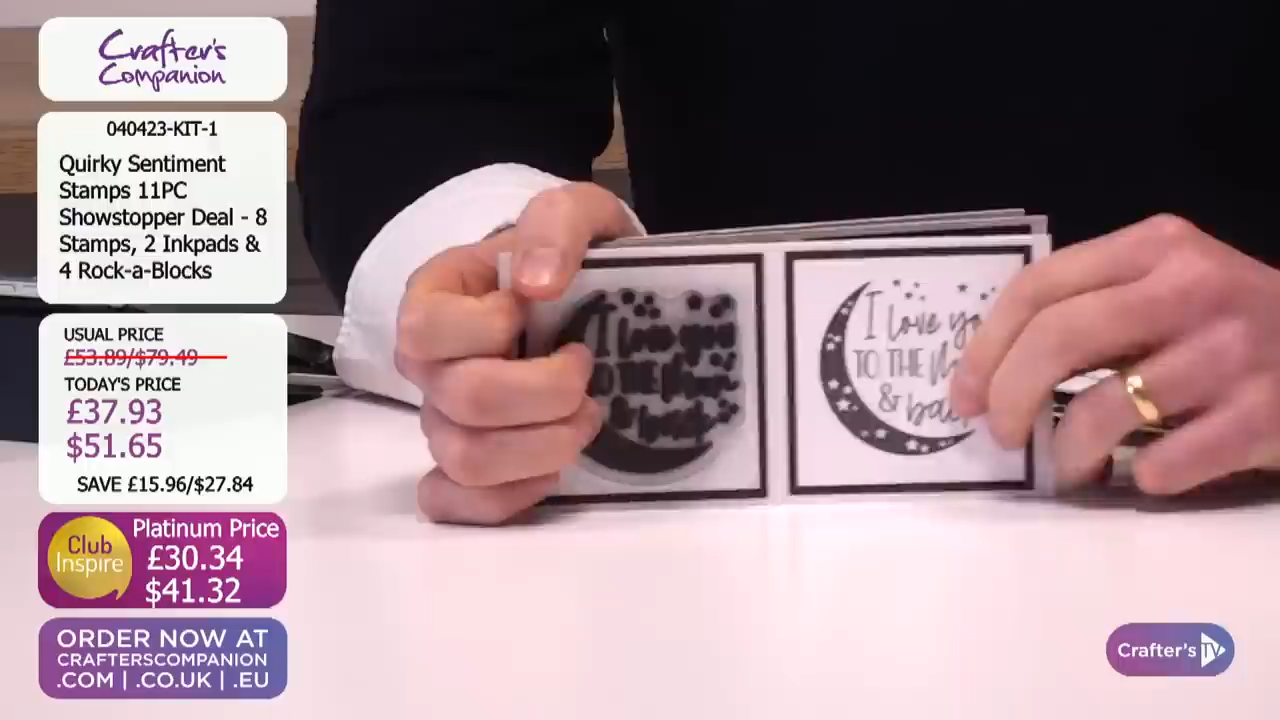 Crafter's
Companion
040423-KIT-1
Quirky Sentiment
Stamps 11PC
Showstopper Deal - 8
Stamps, 2 Inkpads &
4 Rock-a-Blocks
USUAL PRICE
£53.89/$79.49
TODAY'S PRICE
£37.93
$51.65
SAVE £15.96/$27.84
Club
Inspire
Platinum Price
£30.34
$41.32
ORDER NOW AT
CRAFTERSCOMPANION
.COM | .CO.UK | .EU
I love you
TO THE Moon
& back
I love yo
TO THE
& bac
Crafter's TV